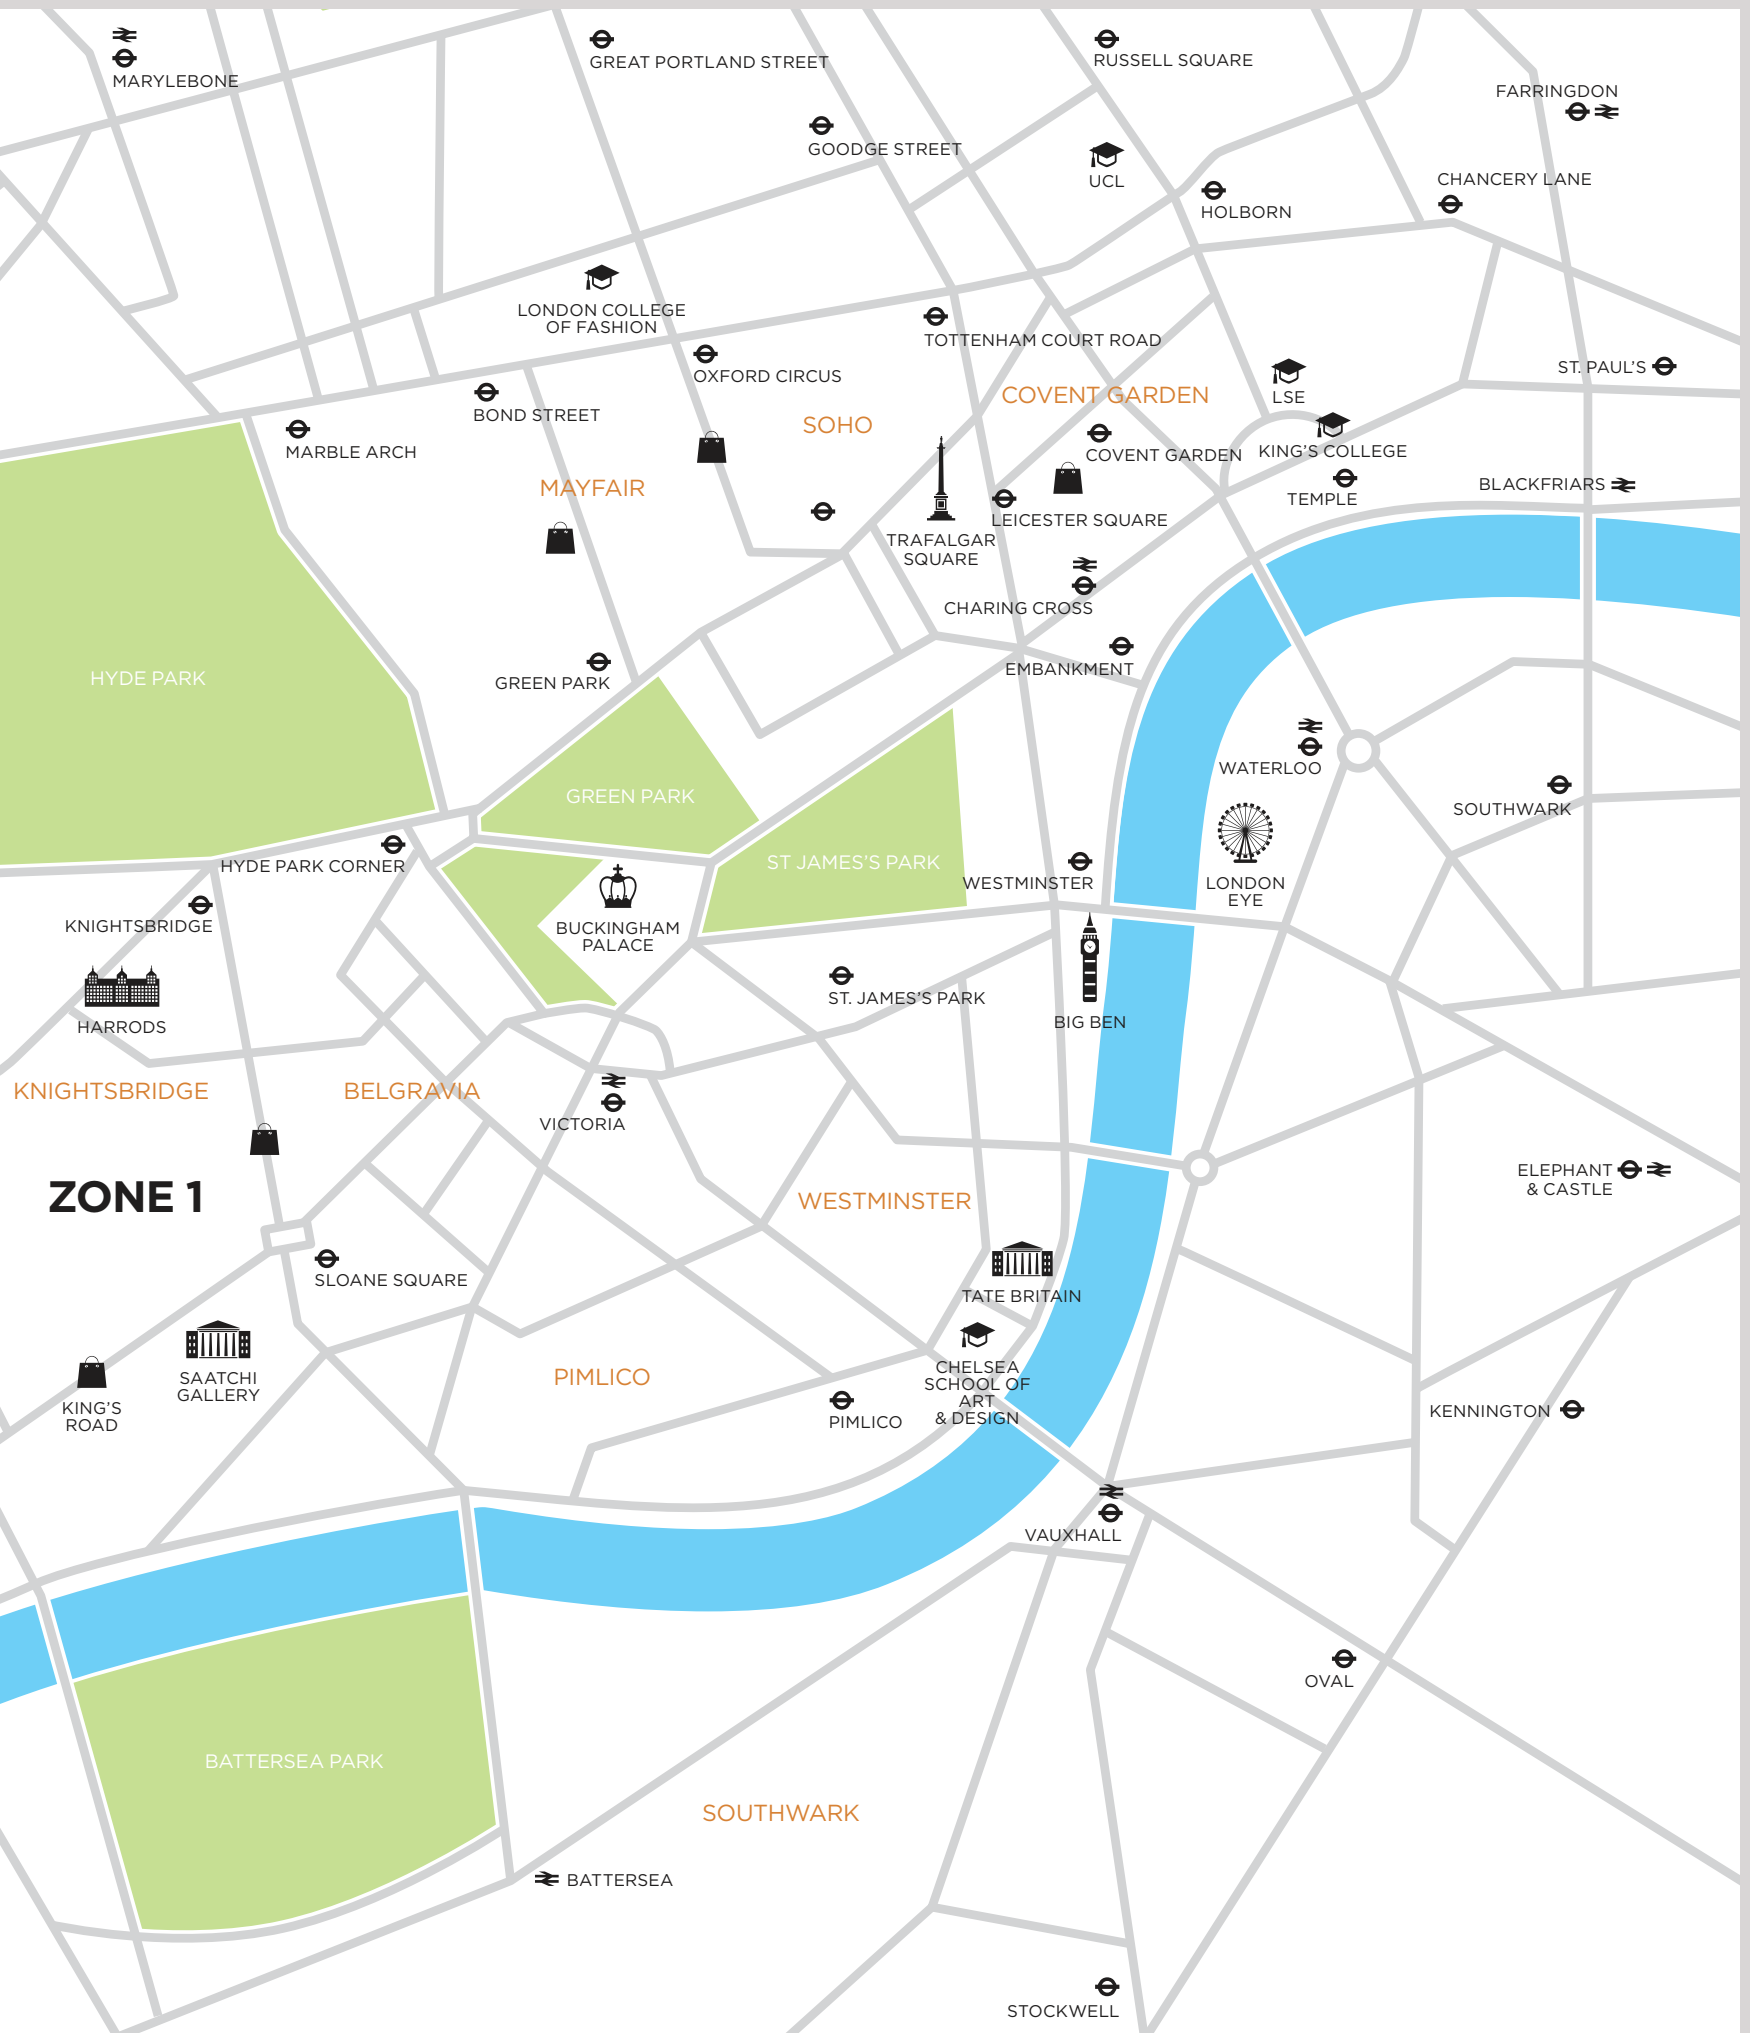 MARYLEBONE
GREAT PORTLAND STREET
RUSSELL SQUARE
FARRINGDON
GOODGE STREET
UCL
CHANCERY LANE
HOLBORN
LONDON COLLEGE
OF FASHION
TOTTENHAM COURT ROAD
OXFORD CIRCUS
ST. PAUL'S
BOND STREET
SOHO
COVENT GARDEN
LSE
MARBLE ARCH
COVENT GARDEN
KING'S COLLEGE
MAYFAIR
BLACKFRIARS
TEMPLE
LEICESTER SQUARE
TRAFALGAR
SQUARE
CHARING CROSS
HYDE PARK
GREEN PARK
EMBANKMENT
WATERLOO
GREEN PARK
SOUTHWARK
HYDE PARK CORNER
ST JAMES'S PARK
WESTMINSTER
LONDON
EYE
KNIGHTSBRIDGE
BUCKINGHAM
PALACE
ST. JAMES'S PARK
HARRODS
BIG BEN
KNIGHTSBRIDGE
BELGRAVIA
VICTORIA
ZONE 1
WESTMINSTER
ELEPHANT
& CASTLE
SLOANE SQUARE
TATE BRITAIN
SAATCHI
GALLERY
PIMLICO
CHELSEA
SCHOOL OF
ART
& DESIGN
KING'S
ROAD
PIMLICO
KENNINGTON
VAUXHALL
OVAL
BATTERSEA PARK
SOUTHWARK
BATTERSEA
STOCKWELL